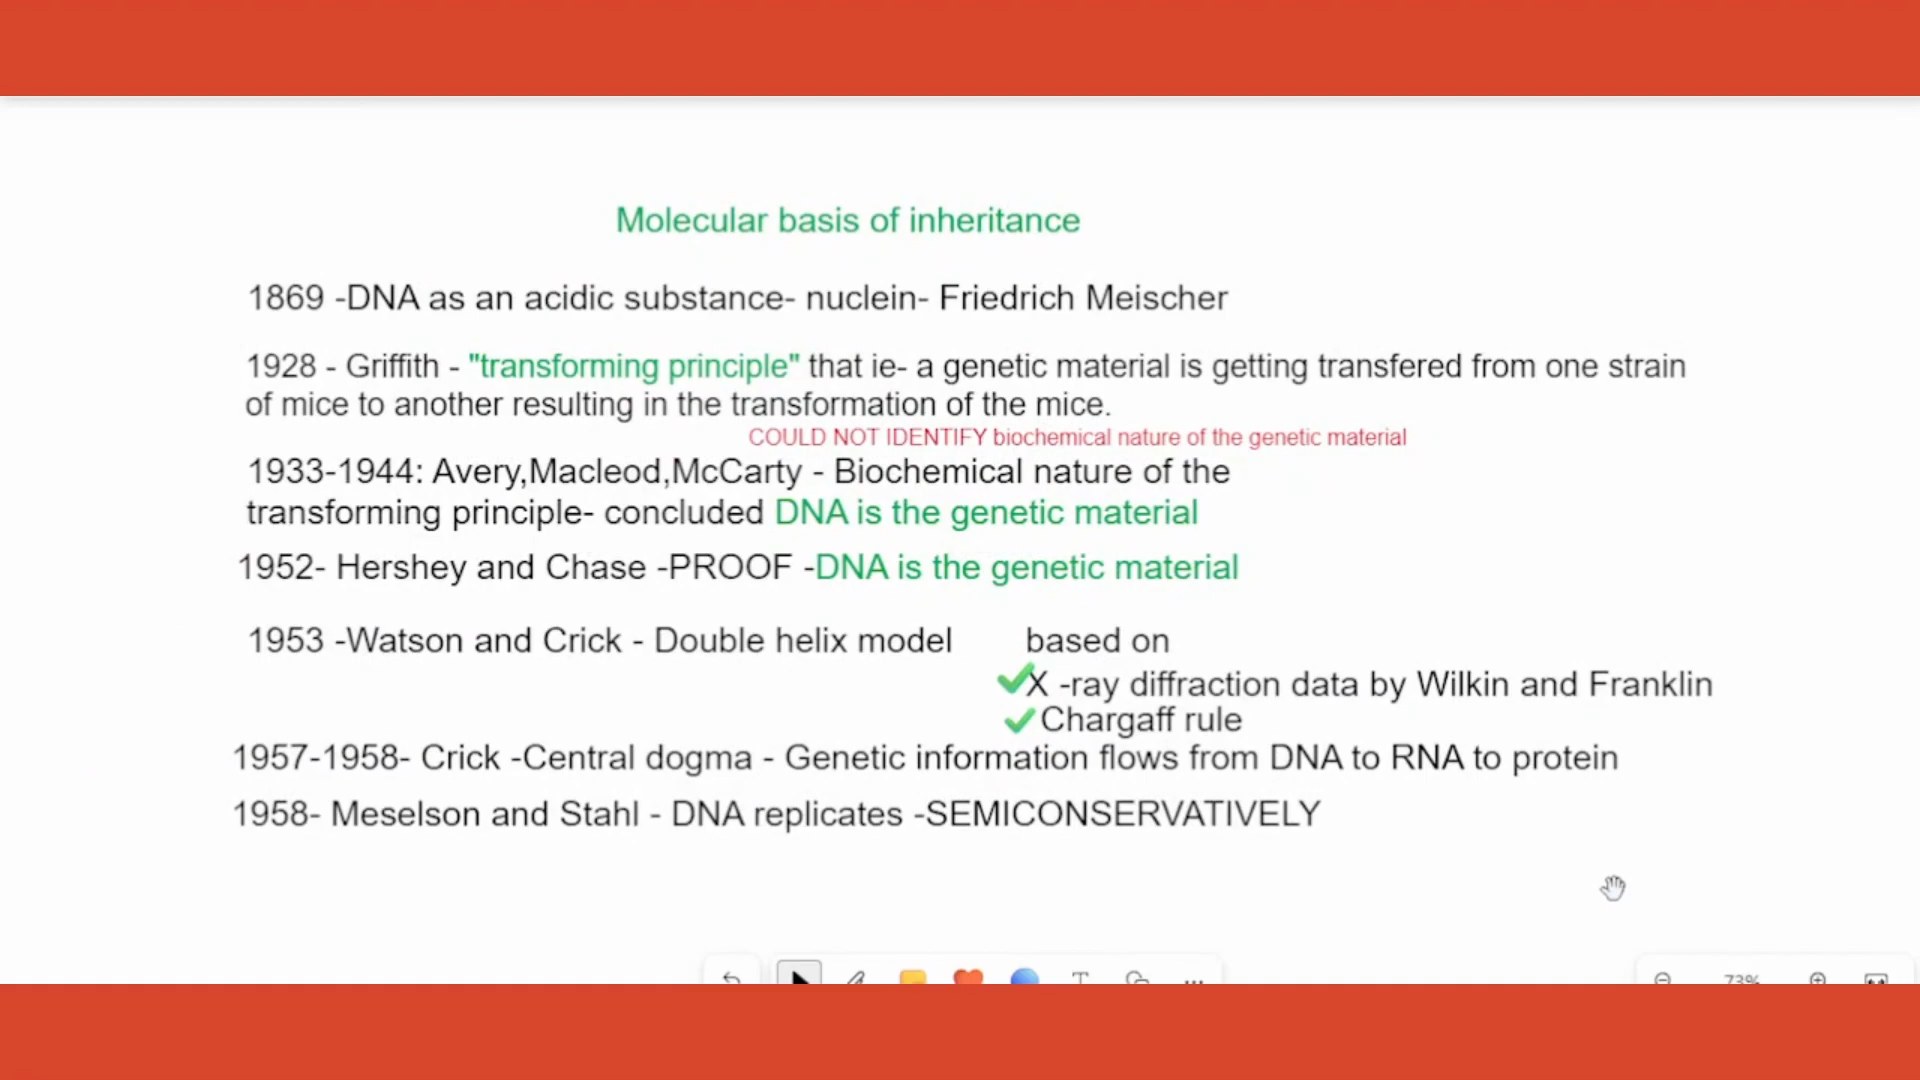 Molecular basis of inheritance
1869 -DNA as an acidic substance- nuclein- Friedrich Meischer
1928 - Griffith - "transforming principle" that ie- a genetic material is getting transfered from one strain
of mice to another resulting in the transformation of the mice.
COULD NOT IDENTIFY biochemical nature of the genetic material
1933-1944: Avery,Macleod,McCarty - Biochemical nature of the
transforming principle- concluded DNA is the genetic material
1952- Hershey and Chase -PROOF -DNA is the genetic material
1953 -Watson and Crick - Double helix model based on
X -ray diffraction data by Wilkin and Franklin
Chargaff rule
1957-1958- Crick -Central dogma - Genetic information flows from DNA to RNA to protein
1958- Meselson and Stahl - DNA replicates -SEMICONSERVATIVELY
73%